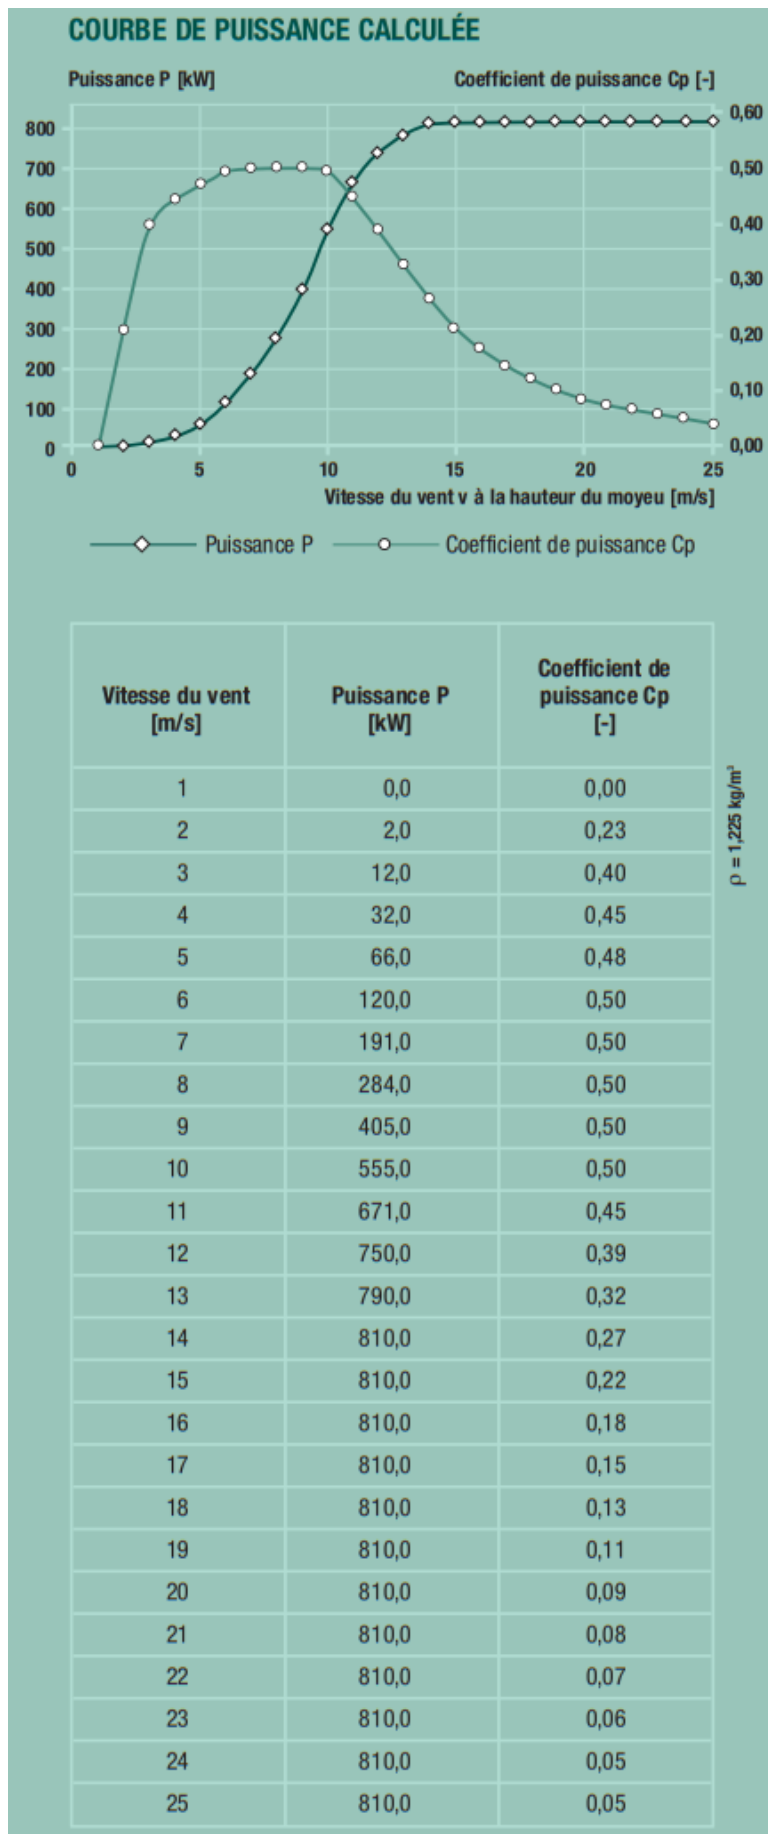 COURBE DE PUISSANCE CALCULÉE
Puissance P [kW] Coefficient de puissance Cp [-]
800
700
600
500
400
300
200
100
0
0,60
0,50
0,40
0,30
0,20
0,10
0,00
0 5 10 15 20 25
Vitesse du vent v à la hauteur du moyeu [m/s]
Puissance P Coefficient de puissance Cp
Vitesse du vent [m/s] Puissance P [kW] Coefficient de puissance Cp [-]
1 0,0 0,00
2 2,0 0,23
3 12,0 0,40
4 32,0 0,45
5 66,0 0,48
6 120,0 0,50
7 191,0 0,50
8 284,0 0,50
9 405,0 0,50
10 555,0 0,50
11 671,0 0,45
12 750,0 0,39
13 790,0 0,32
14 810,0 0,27
15 810,0 0,22
16 810,0 0,18
17 810,0 0,15
18 810,0 0,13
19 810,0 0,11
20 810,0 0,09
21 810,0 0,08
22 810,0 0,07
23 810,0 0,06
24 810,0 0,05
25 810,0 0,05
ρ = 1,225 kg/m³